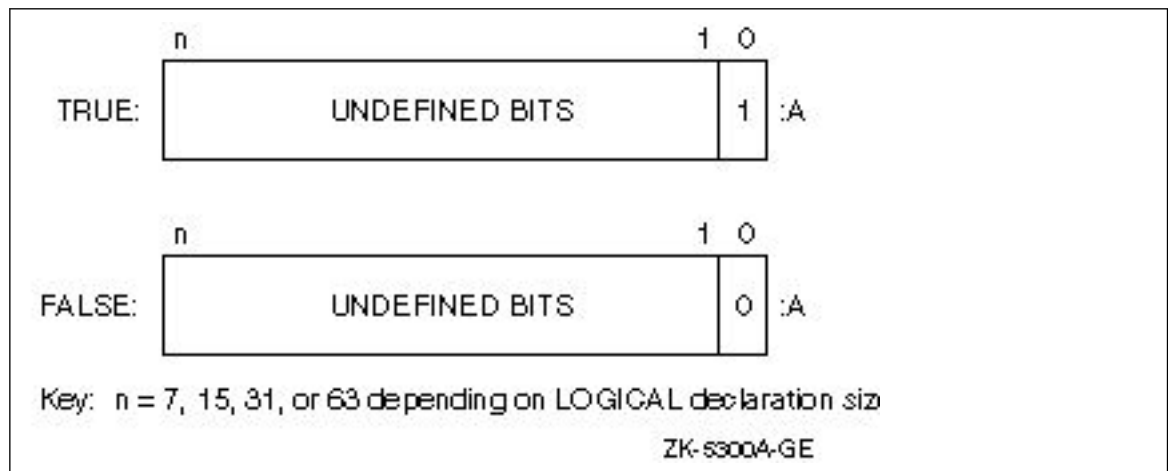 n 1 0
TRUE: UNDEFINED BITS 1 :A
n 1 0
FALSE: UNDEFINED BITS 0 :A
Key: n = 7, 15, 31, or 63 depending on LOGICAL declaration siz
ZK-5300A-GE